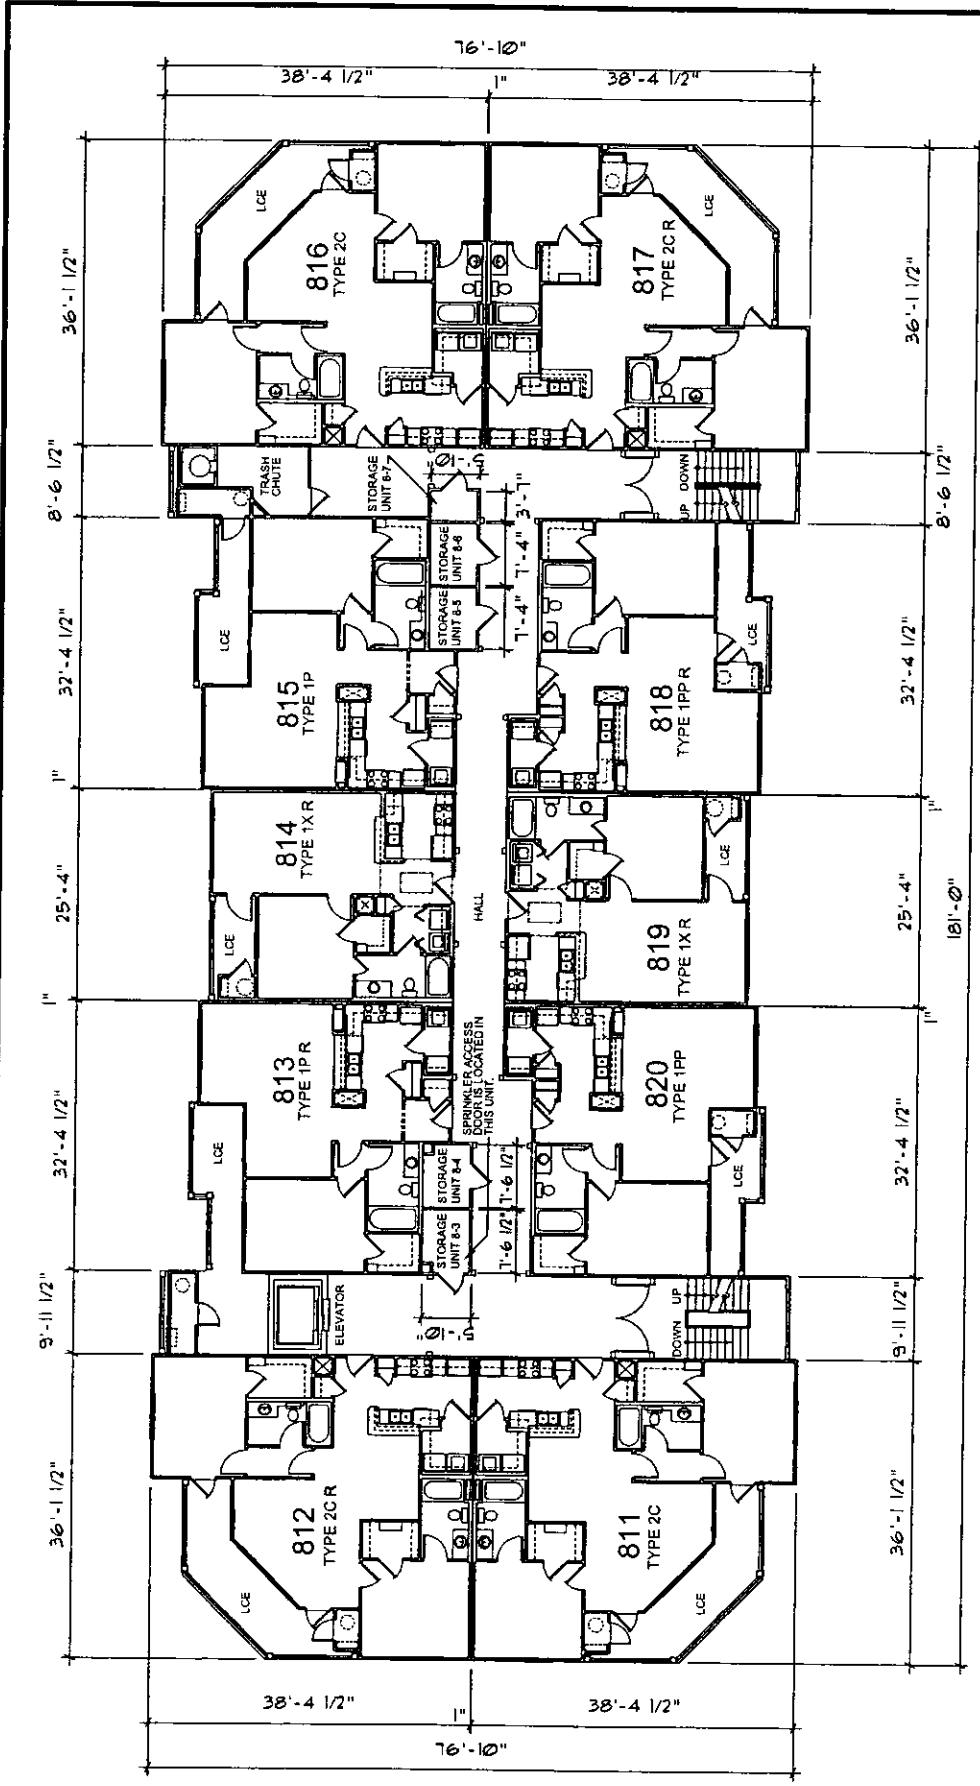 76'-10"
38'-4 1/2"
1"
38'-4 1/2"
36'-1 1/2"
LCE
816
TYPE 2C
817
TYPE 2C R
LCE
36'-1 1/2"
8'-6 1/2"
TRASH
CHUTE
STORAGE
UNIT 8-7
3'-7"
UP
DOWN
8'-6 1/2"
STORAGE
UNIT 8-6
7'-4"
STORAGE
UNIT 8-5
7'-4"
32'-4 1/2"
LCE
815
TYPE 1P
818
TYPE 1PP R
LCE
32'-4 1/2"
1"
1"
25'-4"
814
TYPE 1X R
LCE
HALL
819
TYPE 1X R
LCE
25'-4"
181'-0"
1"
1"
32'-4 1/2"
813
TYPE 1P R
LCE
SPRINKLER ACCESS
DOOR IS LOCATED IN
THIS UNIT.
820
TYPE 1PP
LCE
32'-4 1/2"
STORAGE
UNIT 8-4
7'-6 1/2"
STORAGE
UNIT 8-3
7'-6 1/2"
9'-11 1/2"
ELEVATOR
5'-10"
DOWN
UP
9'-11 1/2"
36'-1 1/2"
812
TYPE 2C R
LCE
811
TYPE 2C
LCE
36'-1 1/2"
38'-4 1/2"
1"
38'-4 1/2"
76'-10"